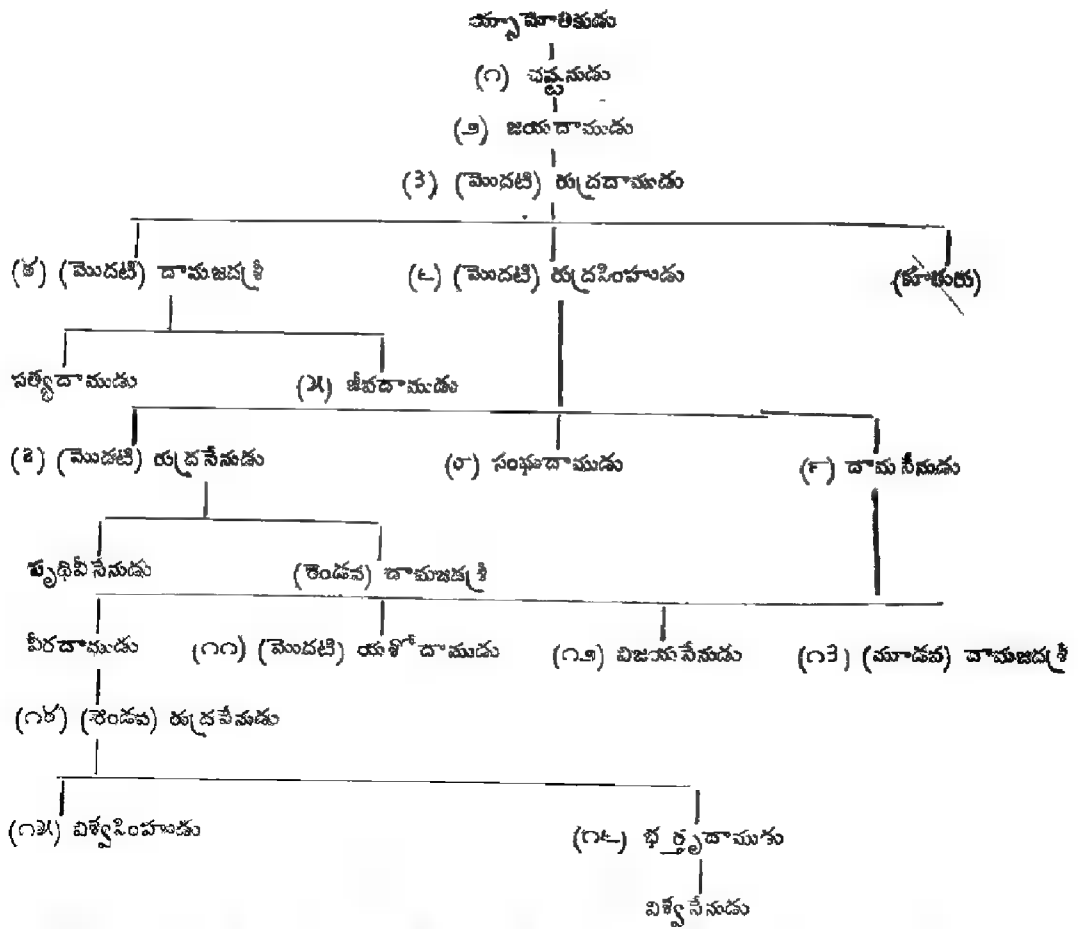 య్సామోతికుడు
(౧) చష్టనుడు
(౨) జయదాముడు
(౩) (మొదటి) రుద్రదాముడు
(౪) (మొదటి) దామజదశ్రీ (౬) (మొదటి) రుద్రసింహుడు (కూతురు)
సత్యదాముడు (౫) జీవదాముడు
(౭) (మొదటి) రుద్రసేనుడు (౮) సంఘదాముడు (౯) దామసేనుడు
పృథివీసేనుడు (రెండవ) దామజదశ్రీ
వీరదాముడు (౧౧) (మొదటి) యశోదాముడు (౧౨) విజయసేనుడు (౧౩) (మూడవ) దామజదశ్రీ
(౧౪) (రెండవ) రుద్రసేనుడు
(౧౫) విశ్వసింహుడు (౧౬) భర్తృదాముడు
విశ్వసేనుడు